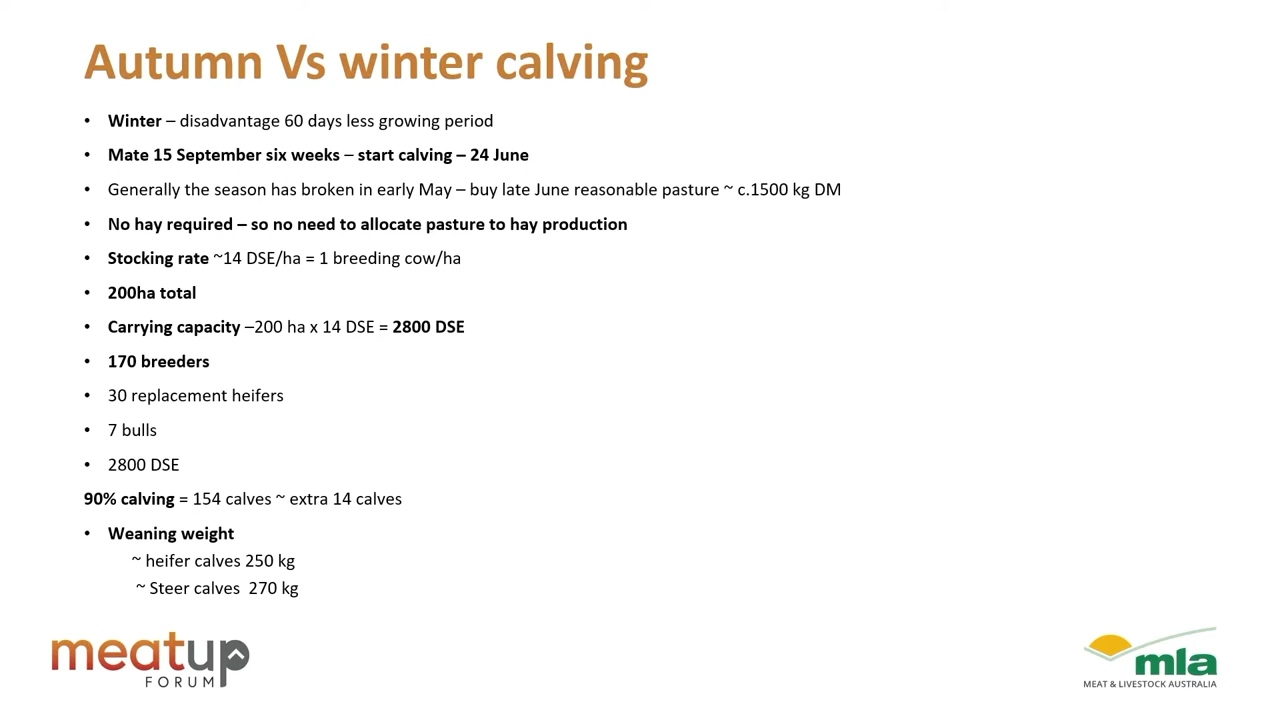 Autumn Vs winter calving
• Winter – disadvantage 60 days less growing period
• Mate 15 September six weeks – start calving – 24 June
• Generally the season has broken in early May – buy late June reasonable pasture ~ c.1500 kg DM
• No hay required – so no need to allocate pasture to hay production
• Stocking rate ~14 DSE/ha = 1 breeding cow/ha
• 200ha total
• Carrying capacity –200 ha x 14 DSE = 2800 DSE
• 170 breeders
• 30 replacement heifers
• 7 bulls
• 2800 DSE
90% calving = 154 calves ~ extra 14 calves
• Weaning weight
~ heifer calves 250 kg
~ Steer calves 270 kg
meatup
FORUM
mla
MEAT & LIVESTOCK AUSTRALIA